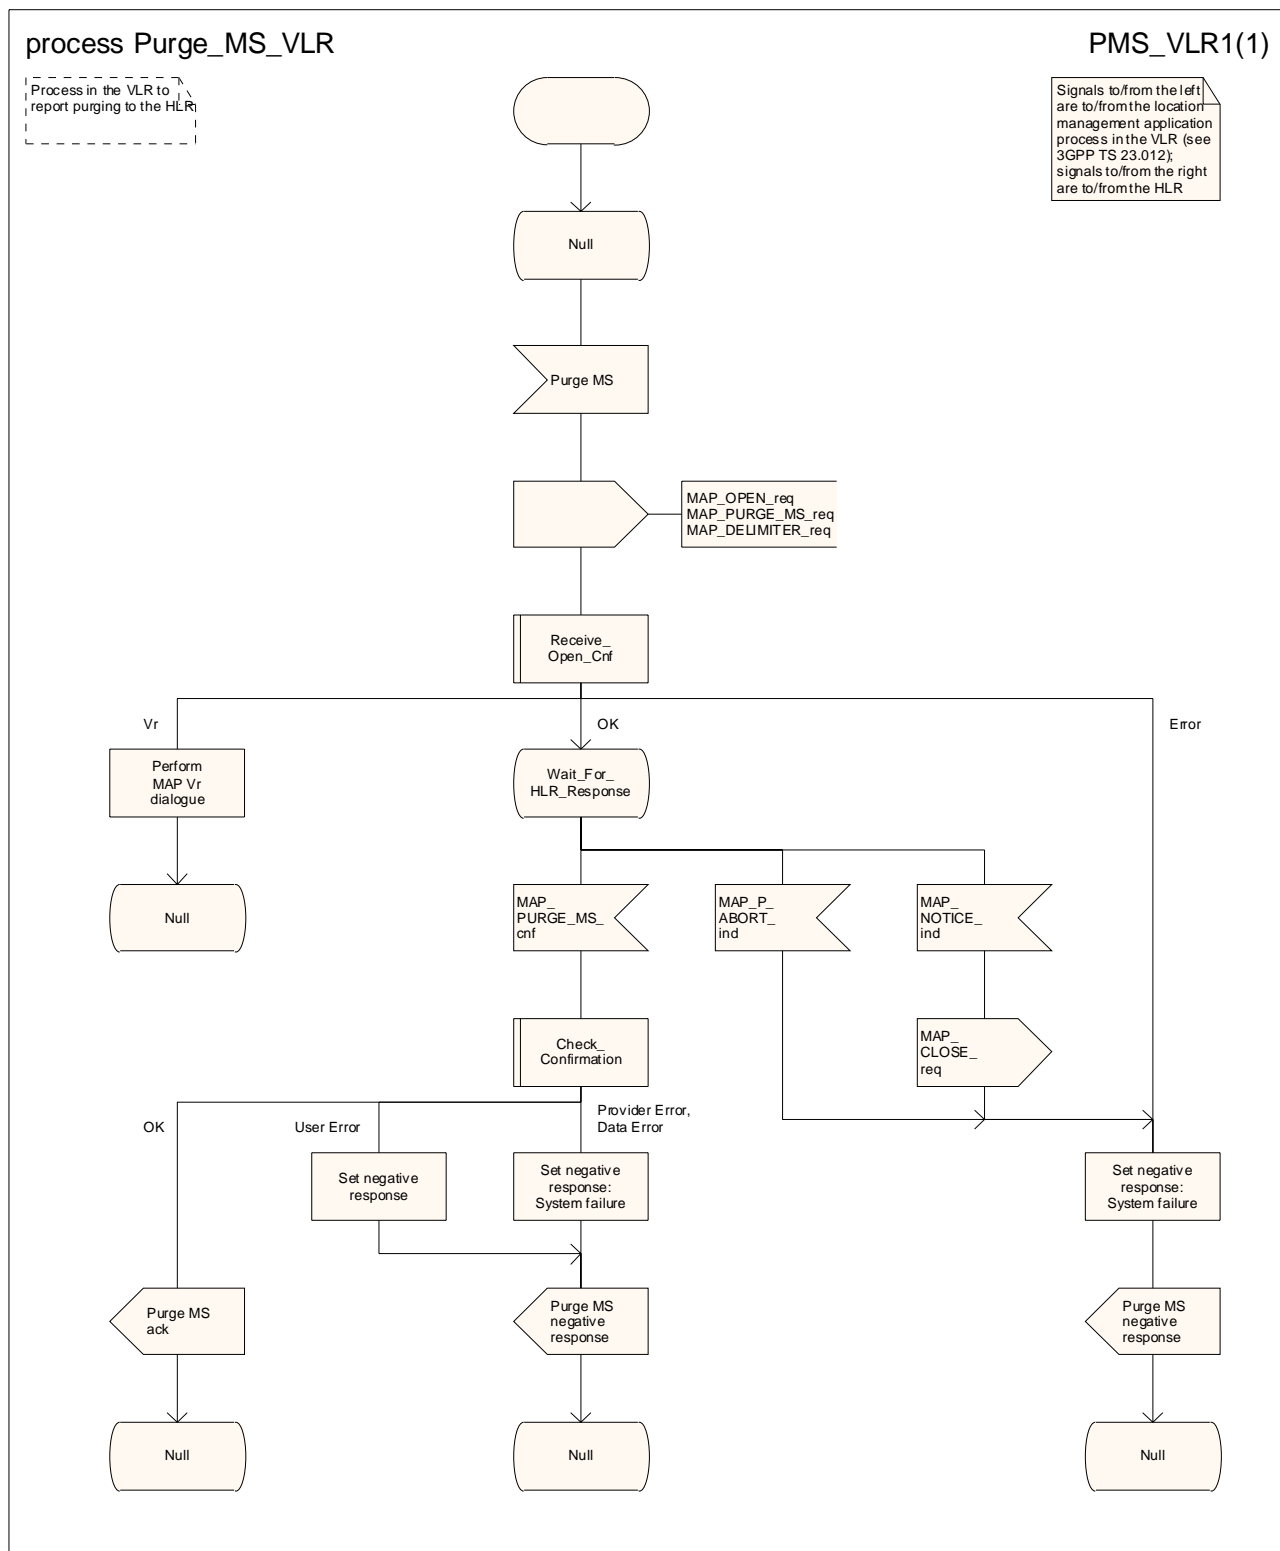 process Purge_MS_VLR
PMS_VLR1(1)
Process in the VLR to
report purging to the HLR
Signals to/from the left
are to/from the location
management application
process in the VLR (see
3GPP TS 23.012);
signals to/from the right
are to/from the HLR
Null
Purge MS
MAP_OPEN_req
MAP_PURGE_MS_req
MAP_DELIMITER_req
Receive_
Open_Cnf
Vr
OK
Error
Perform
MAP Vr
dialogue
Wait_For_
HLR_Response
Null
MAP_
PURGE_MS_
cnf
MAP_P_
ABORT_
ind
MAP_
NOTICE_
ind
Check_
Confirmation
MAP_
CLOSE_
req
OK
User Error
Provider Error,
Data Error
Set negative
response
Set negative
response:
System failure
Set negative
response:
System failure
Purge MS
ack
Purge MS
negative
response
Purge MS
negative
response
Null
Null
Null